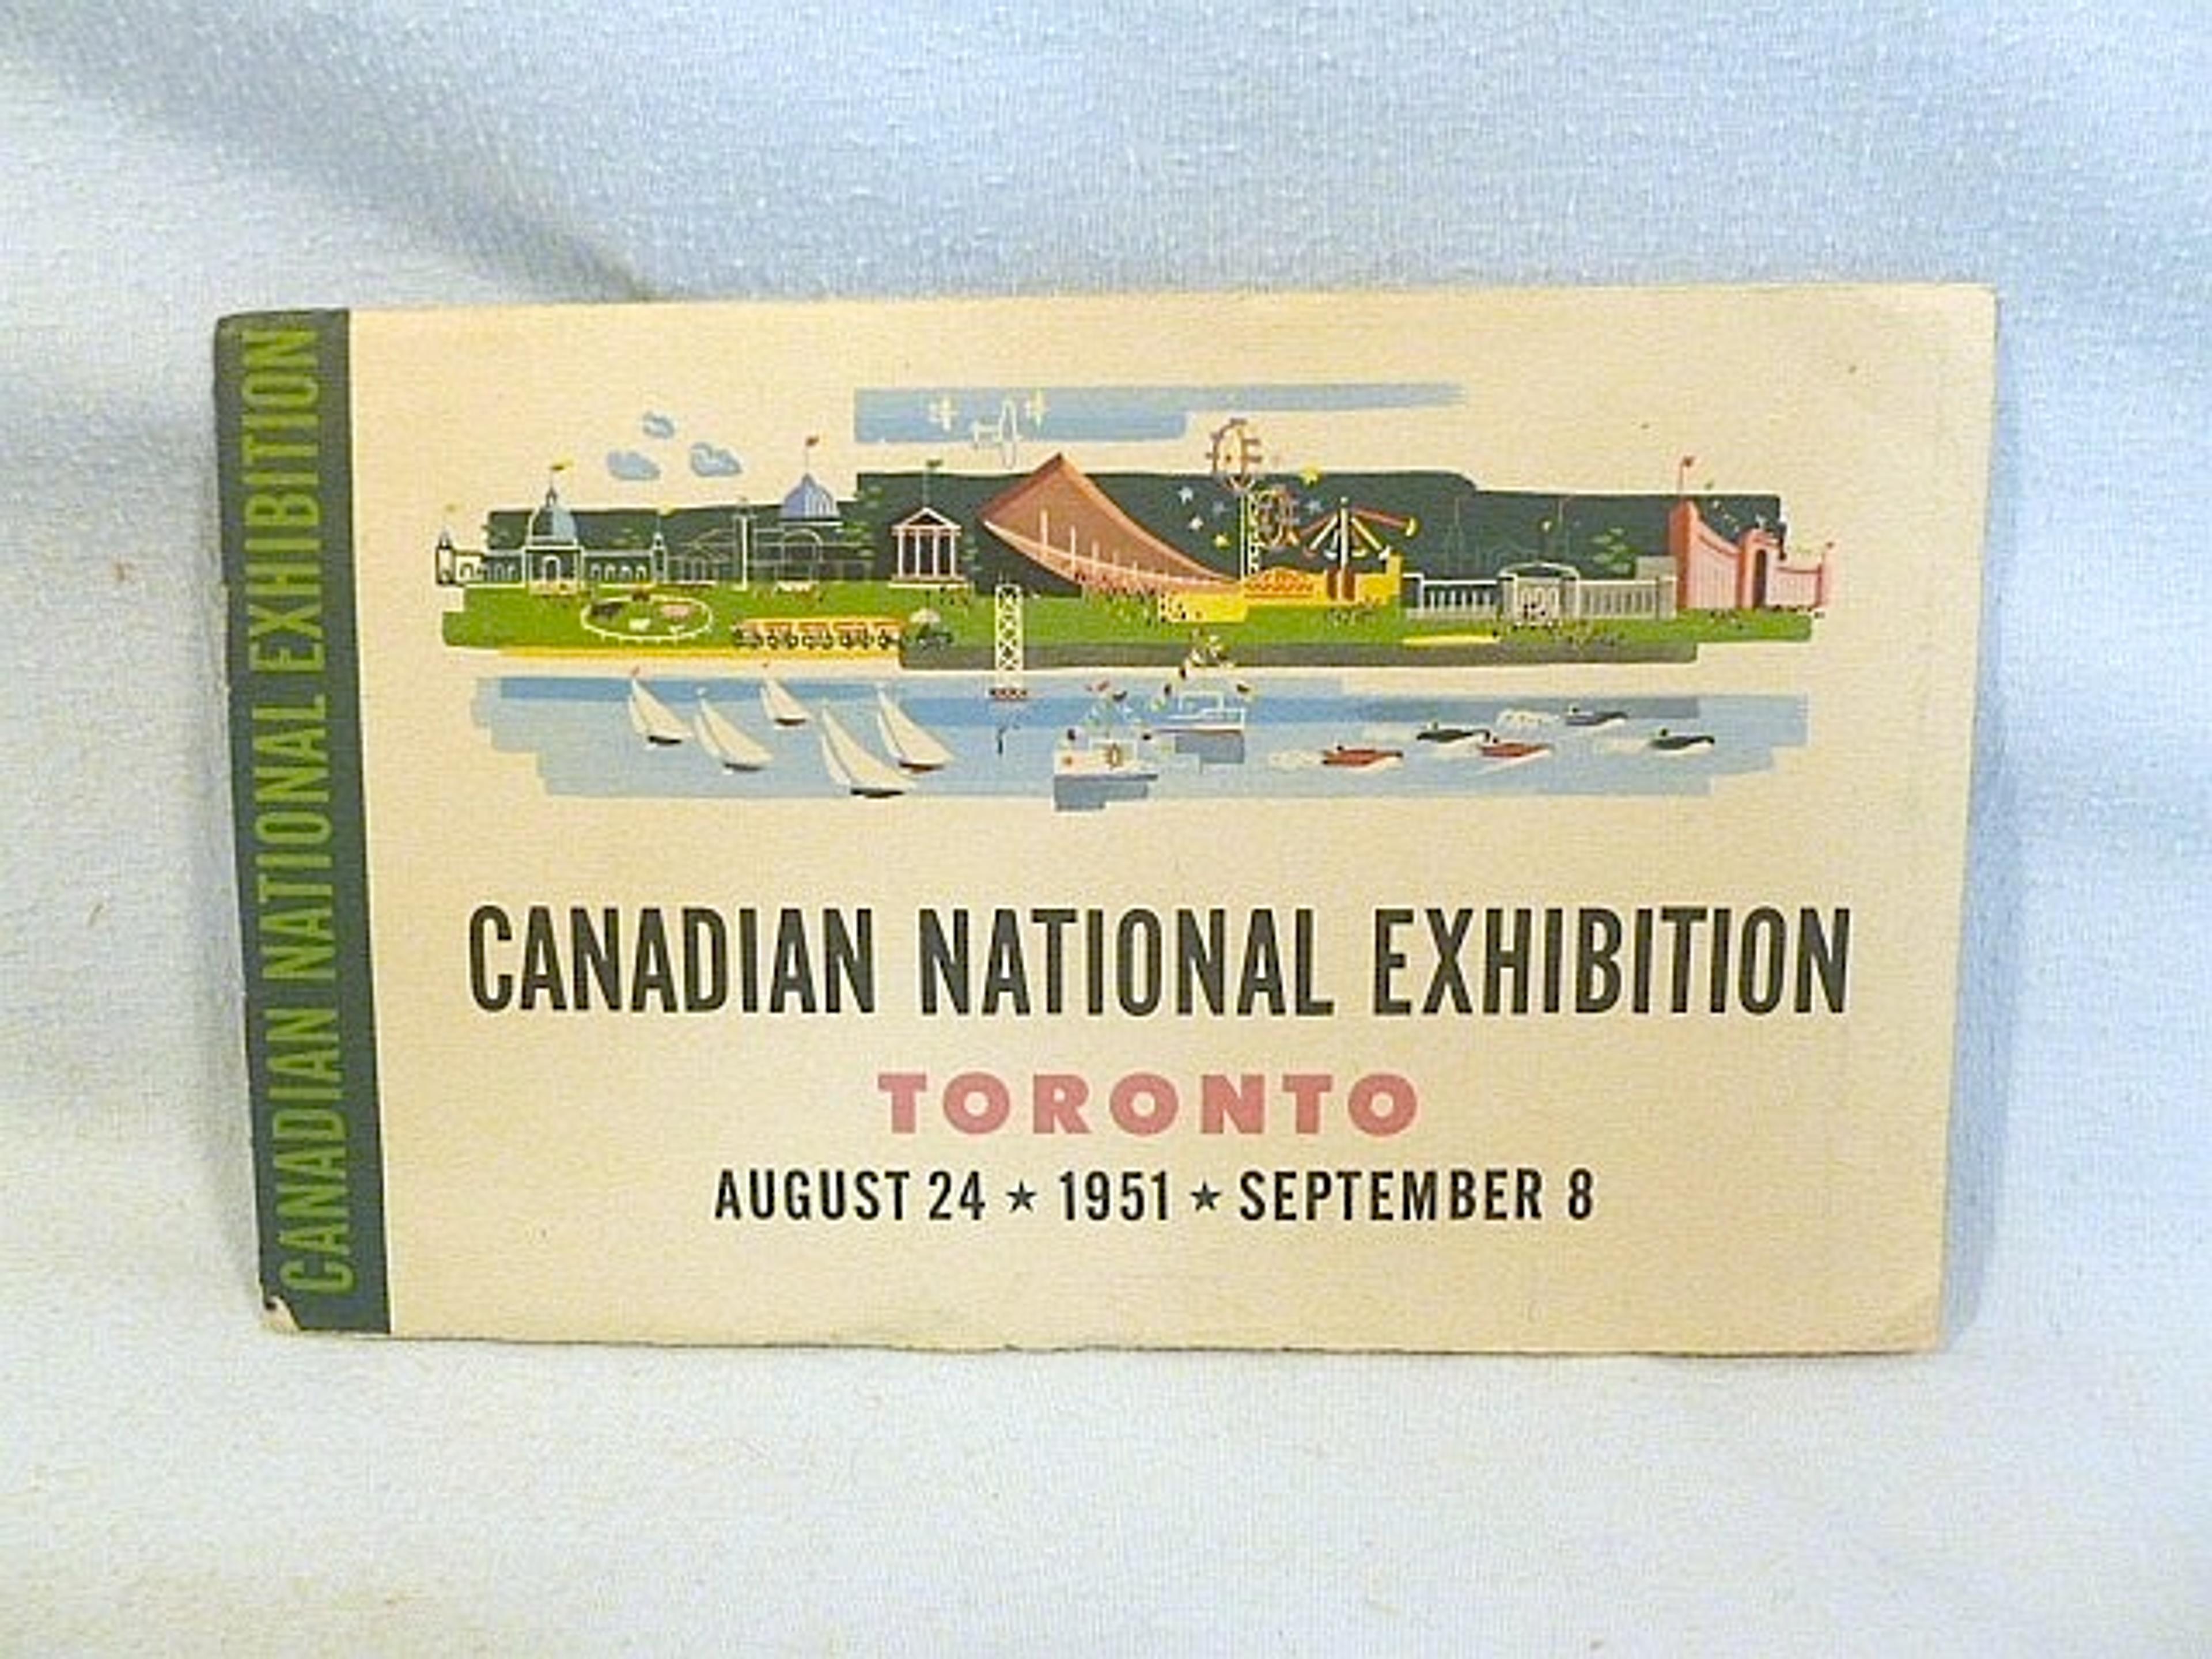 CANADIAN NATIONAL EXHIBITION
CANADIAN NATIONAL EXHIBITION
TORONTO
AUGUST 24 ★ 1951 ★ SEPTEMBER 8